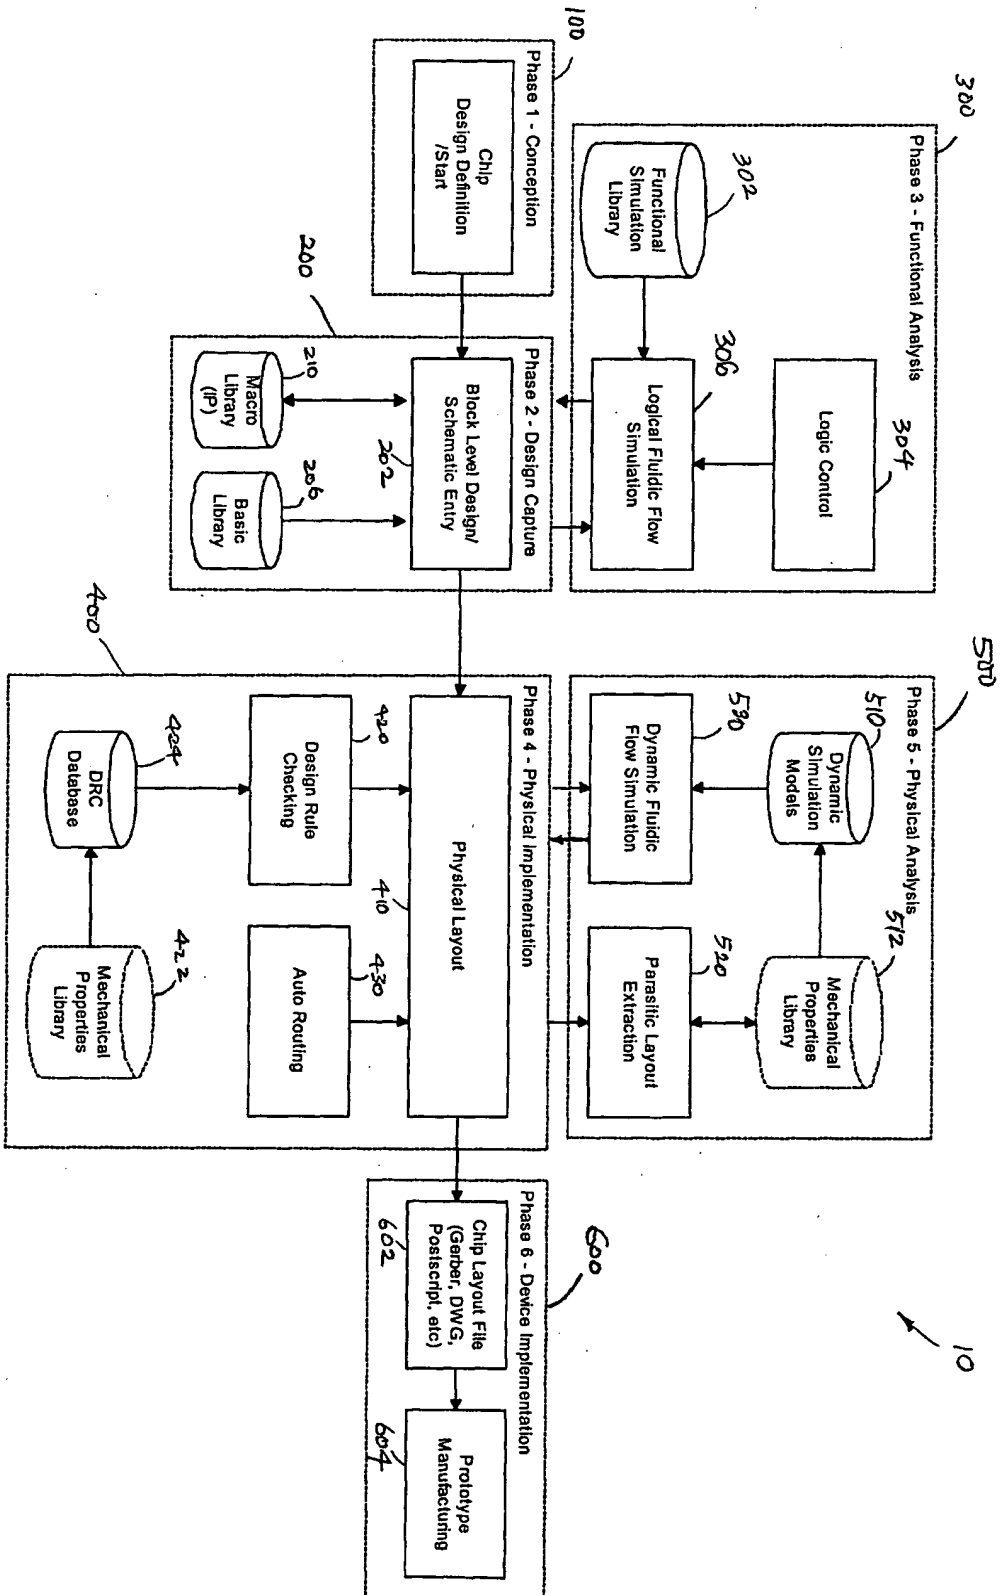 300
Phase 3 - Functional Analysis
302
Functional
Simulation
Library
304
Logic Control
306
Logical Fluidic Flow
Simulation
500
Phase 5 - Physical Analysis
510
Dynamic
Simulation
Models
512
Mechanical
Properties
Library
530
Dynamic Fluidic
Flow Simulation
520
Parasitic Layout
Extraction
10
100
Phase 1 - Conception
Chip
Design Definition
/Start
Phase 2 - Design Capture
Block Level Design/
Schematic Entry
202
210
Macro
Library
(IP)
206
Basic
Library
200
Phase 4 - Physical Implementation
Physical Layout
410
420
Design Rule
Checking
430
Auto Routing
424
DRC
Database
422
Mechanical
Properties
Library
400
600
Phase 6 - Device Implementation
Chip Layout File
(Gerber, DWG,
Postscript, etc)
602
Prototype
Manufacturing
604